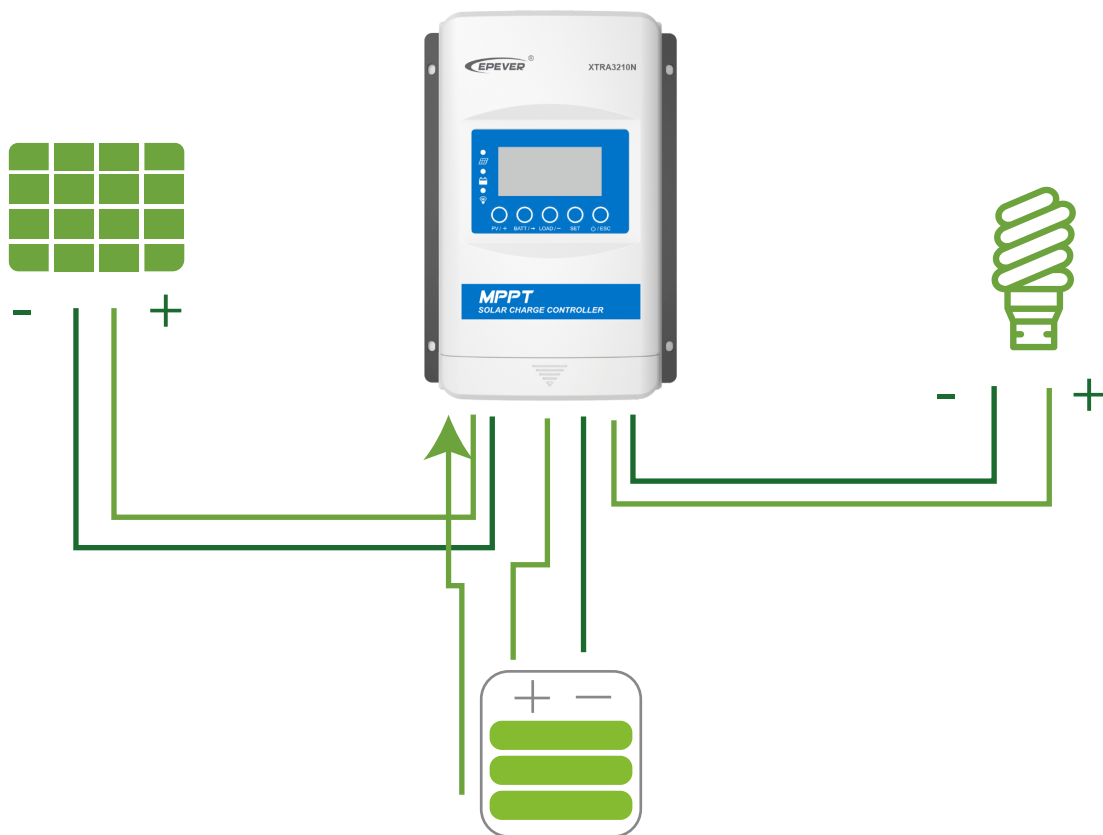 EPEVER®
XTRA3210N
PV / + BATT / → LOAD / − SET ⏻ / ESC
MPPT
SOLAR CHARGE CONTROLLER
- +
- +
+ −